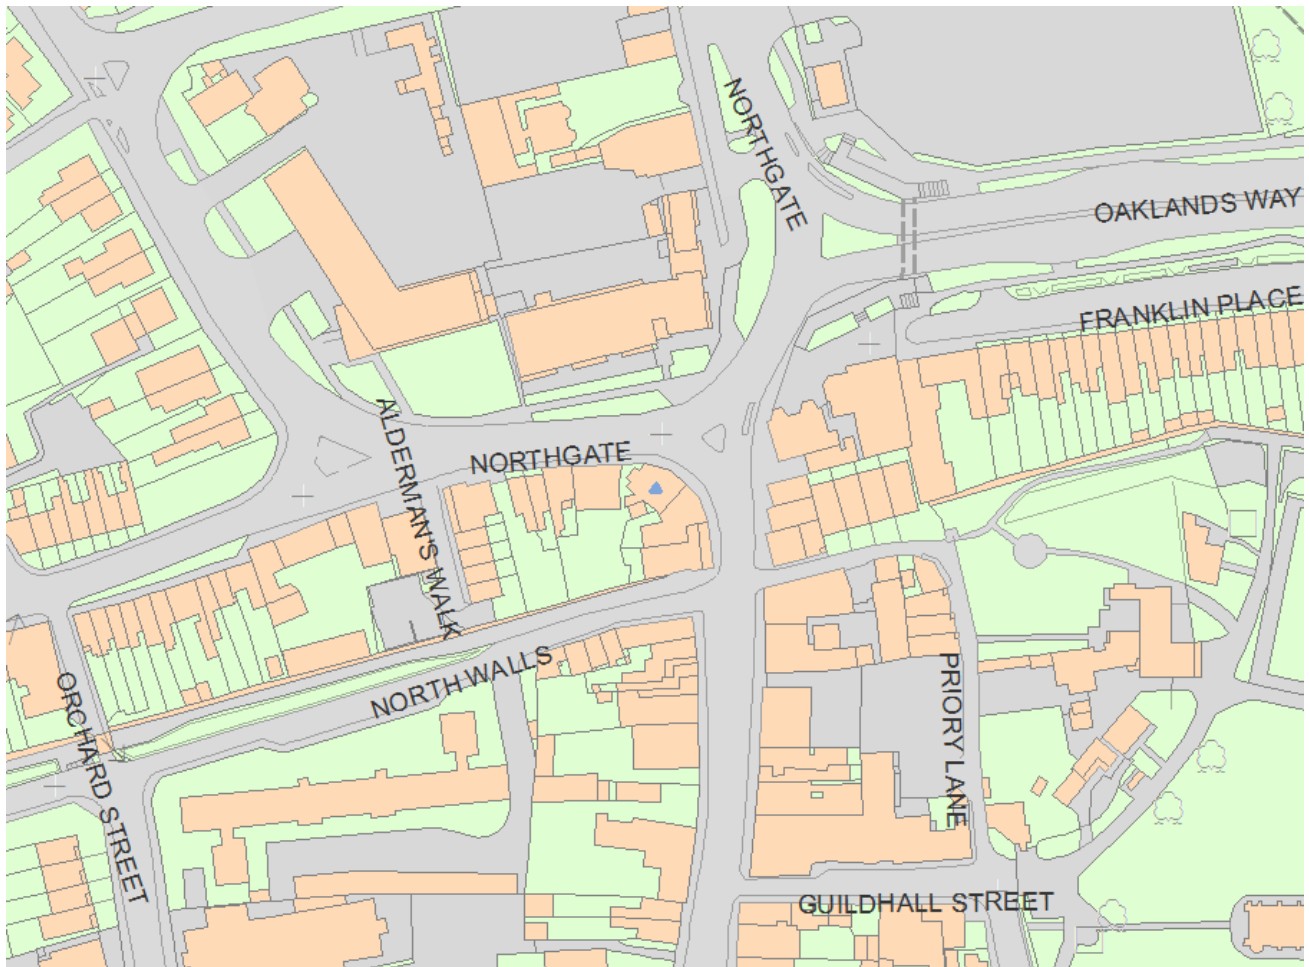 NORTHGATE
OAKLANDS WAY
FRANKLIN PLACE
ALDERMAN'S WALK
NORTHGATE
NORTH WALLS
ORCHARD STREET
PRIORY LANE
GUILDHALL STREET